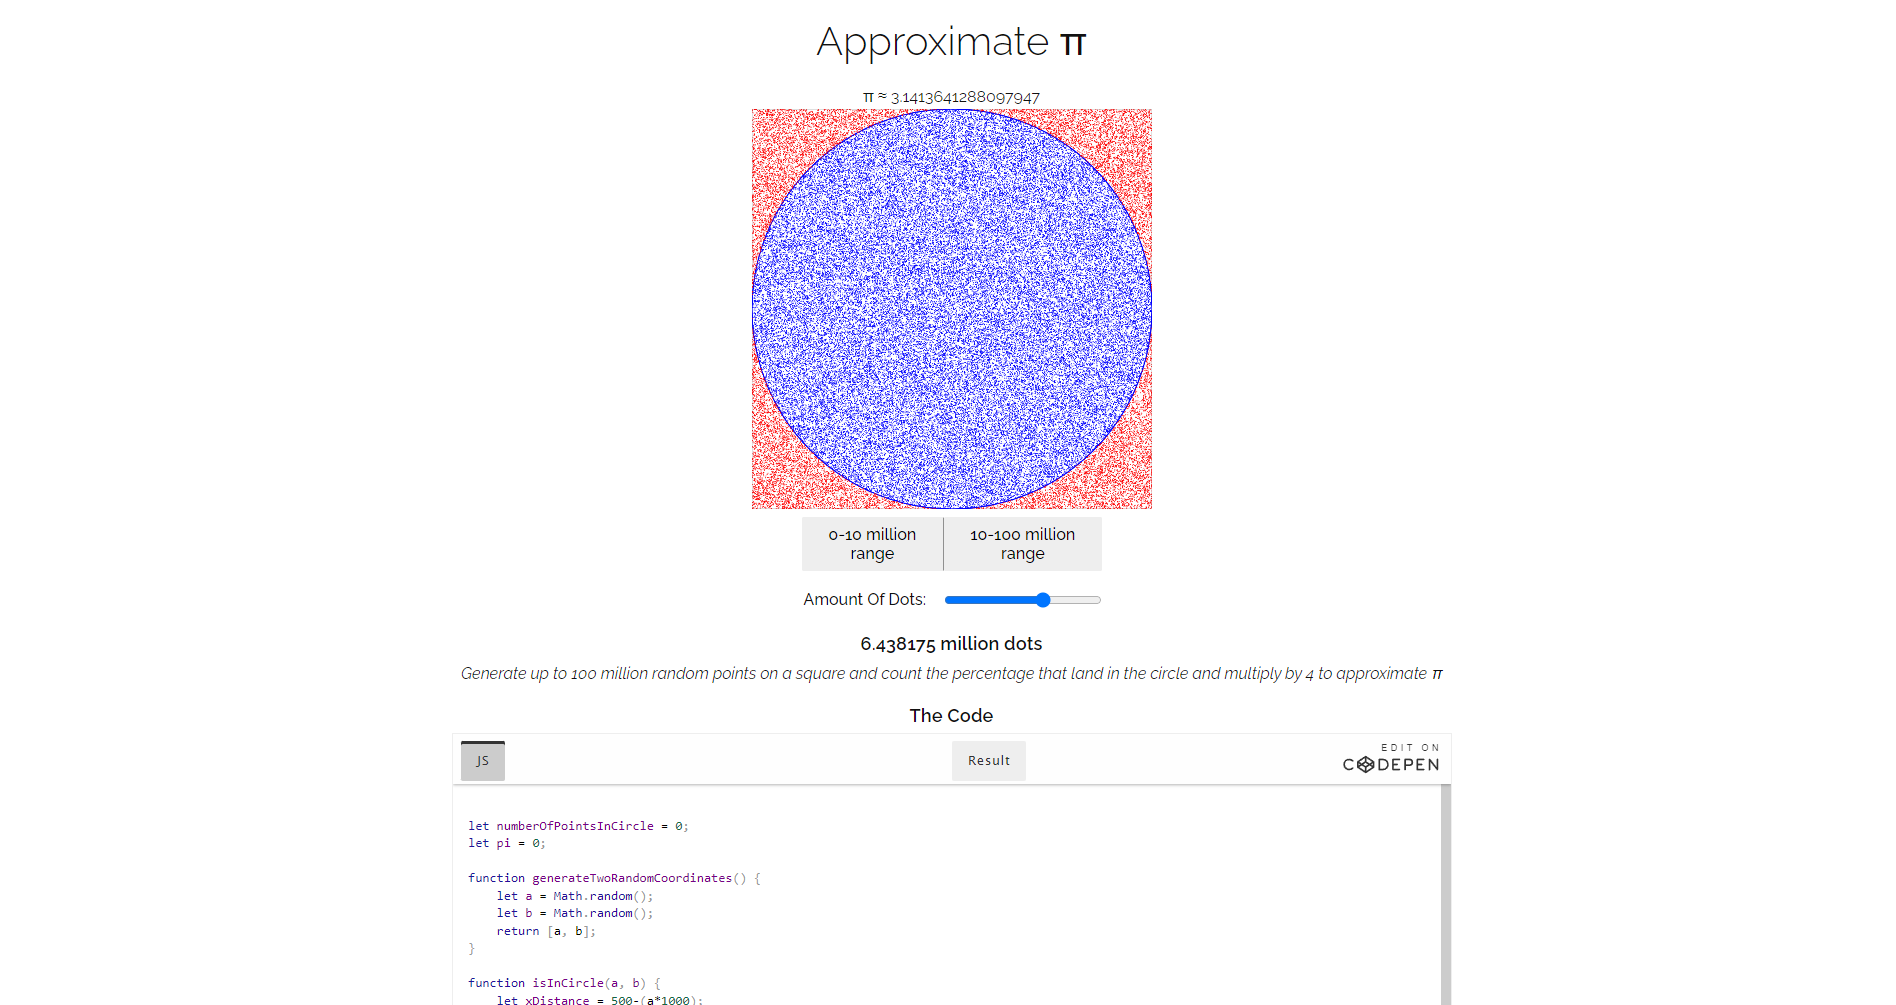 Approximate π
π ≈ 3.1413641288097947
0-10 million
range
10-100 million
range
Amount Of Dots:
6.438175 million dots
Generate up to 100 million random points on a square and count the percentage that land in the circle and multiply by 4 to approximate π
The Code
JS
Result
EDIT ON
CODEPEN
let numberOfPointsInCircle = 0;
let pi = 0;
function generateTwoRandomCoordinates() {
    let a = Math.random();
    let b = Math.random();
    return [a, b];
}
function isInCircle(a, b) {
    let xDistance = 500-(a*1000);